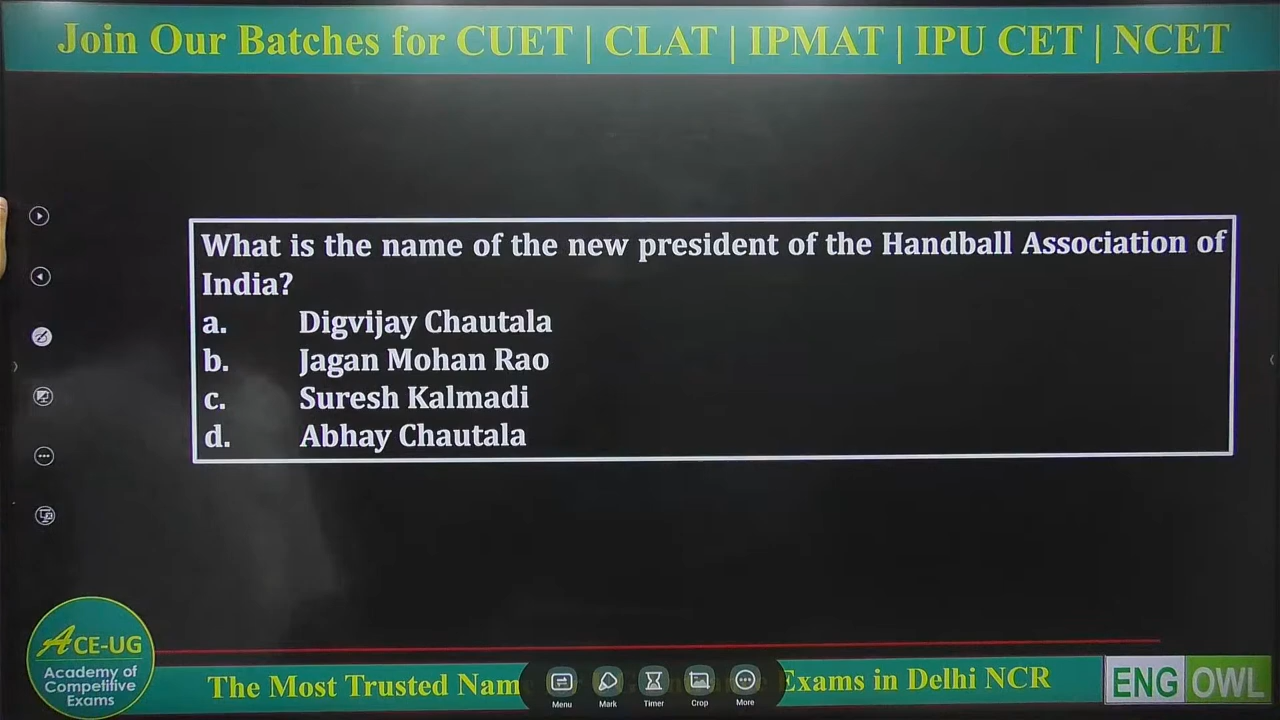 Join Our Batches for CUET | CLAT | IPMAT | IPU CET | NCET
What is the name of the new president of the Handball Association of
India?
a. Digvijay Chautala
b. Jagan Mohan Rao
c. Suresh Kalmadi
d. Abhay Chautala
ACE-UG
Academy of
Competitive
Exams
The Most Trusted Nam Exams in Delhi NCR
Menu Mark Timer Crop More
ENG OWL